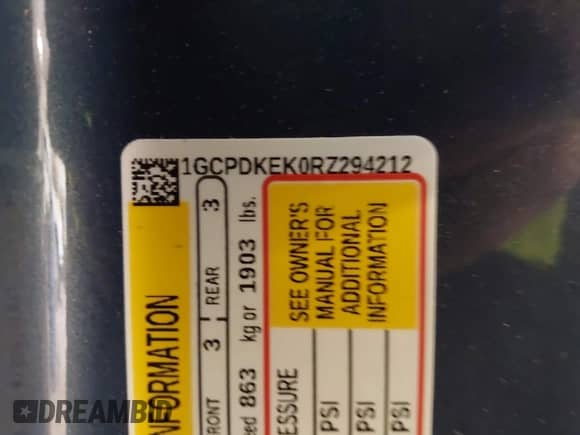 1GCPDKEK0RZ294212
INFORMATION
FRONT 3 REAR 3
863 kg or 1903 lbs.
SEE OWNER'S
MANUAL FOR
ADDITIONAL
INFORMATION
PSI
PSI
PSI
DREAMBID